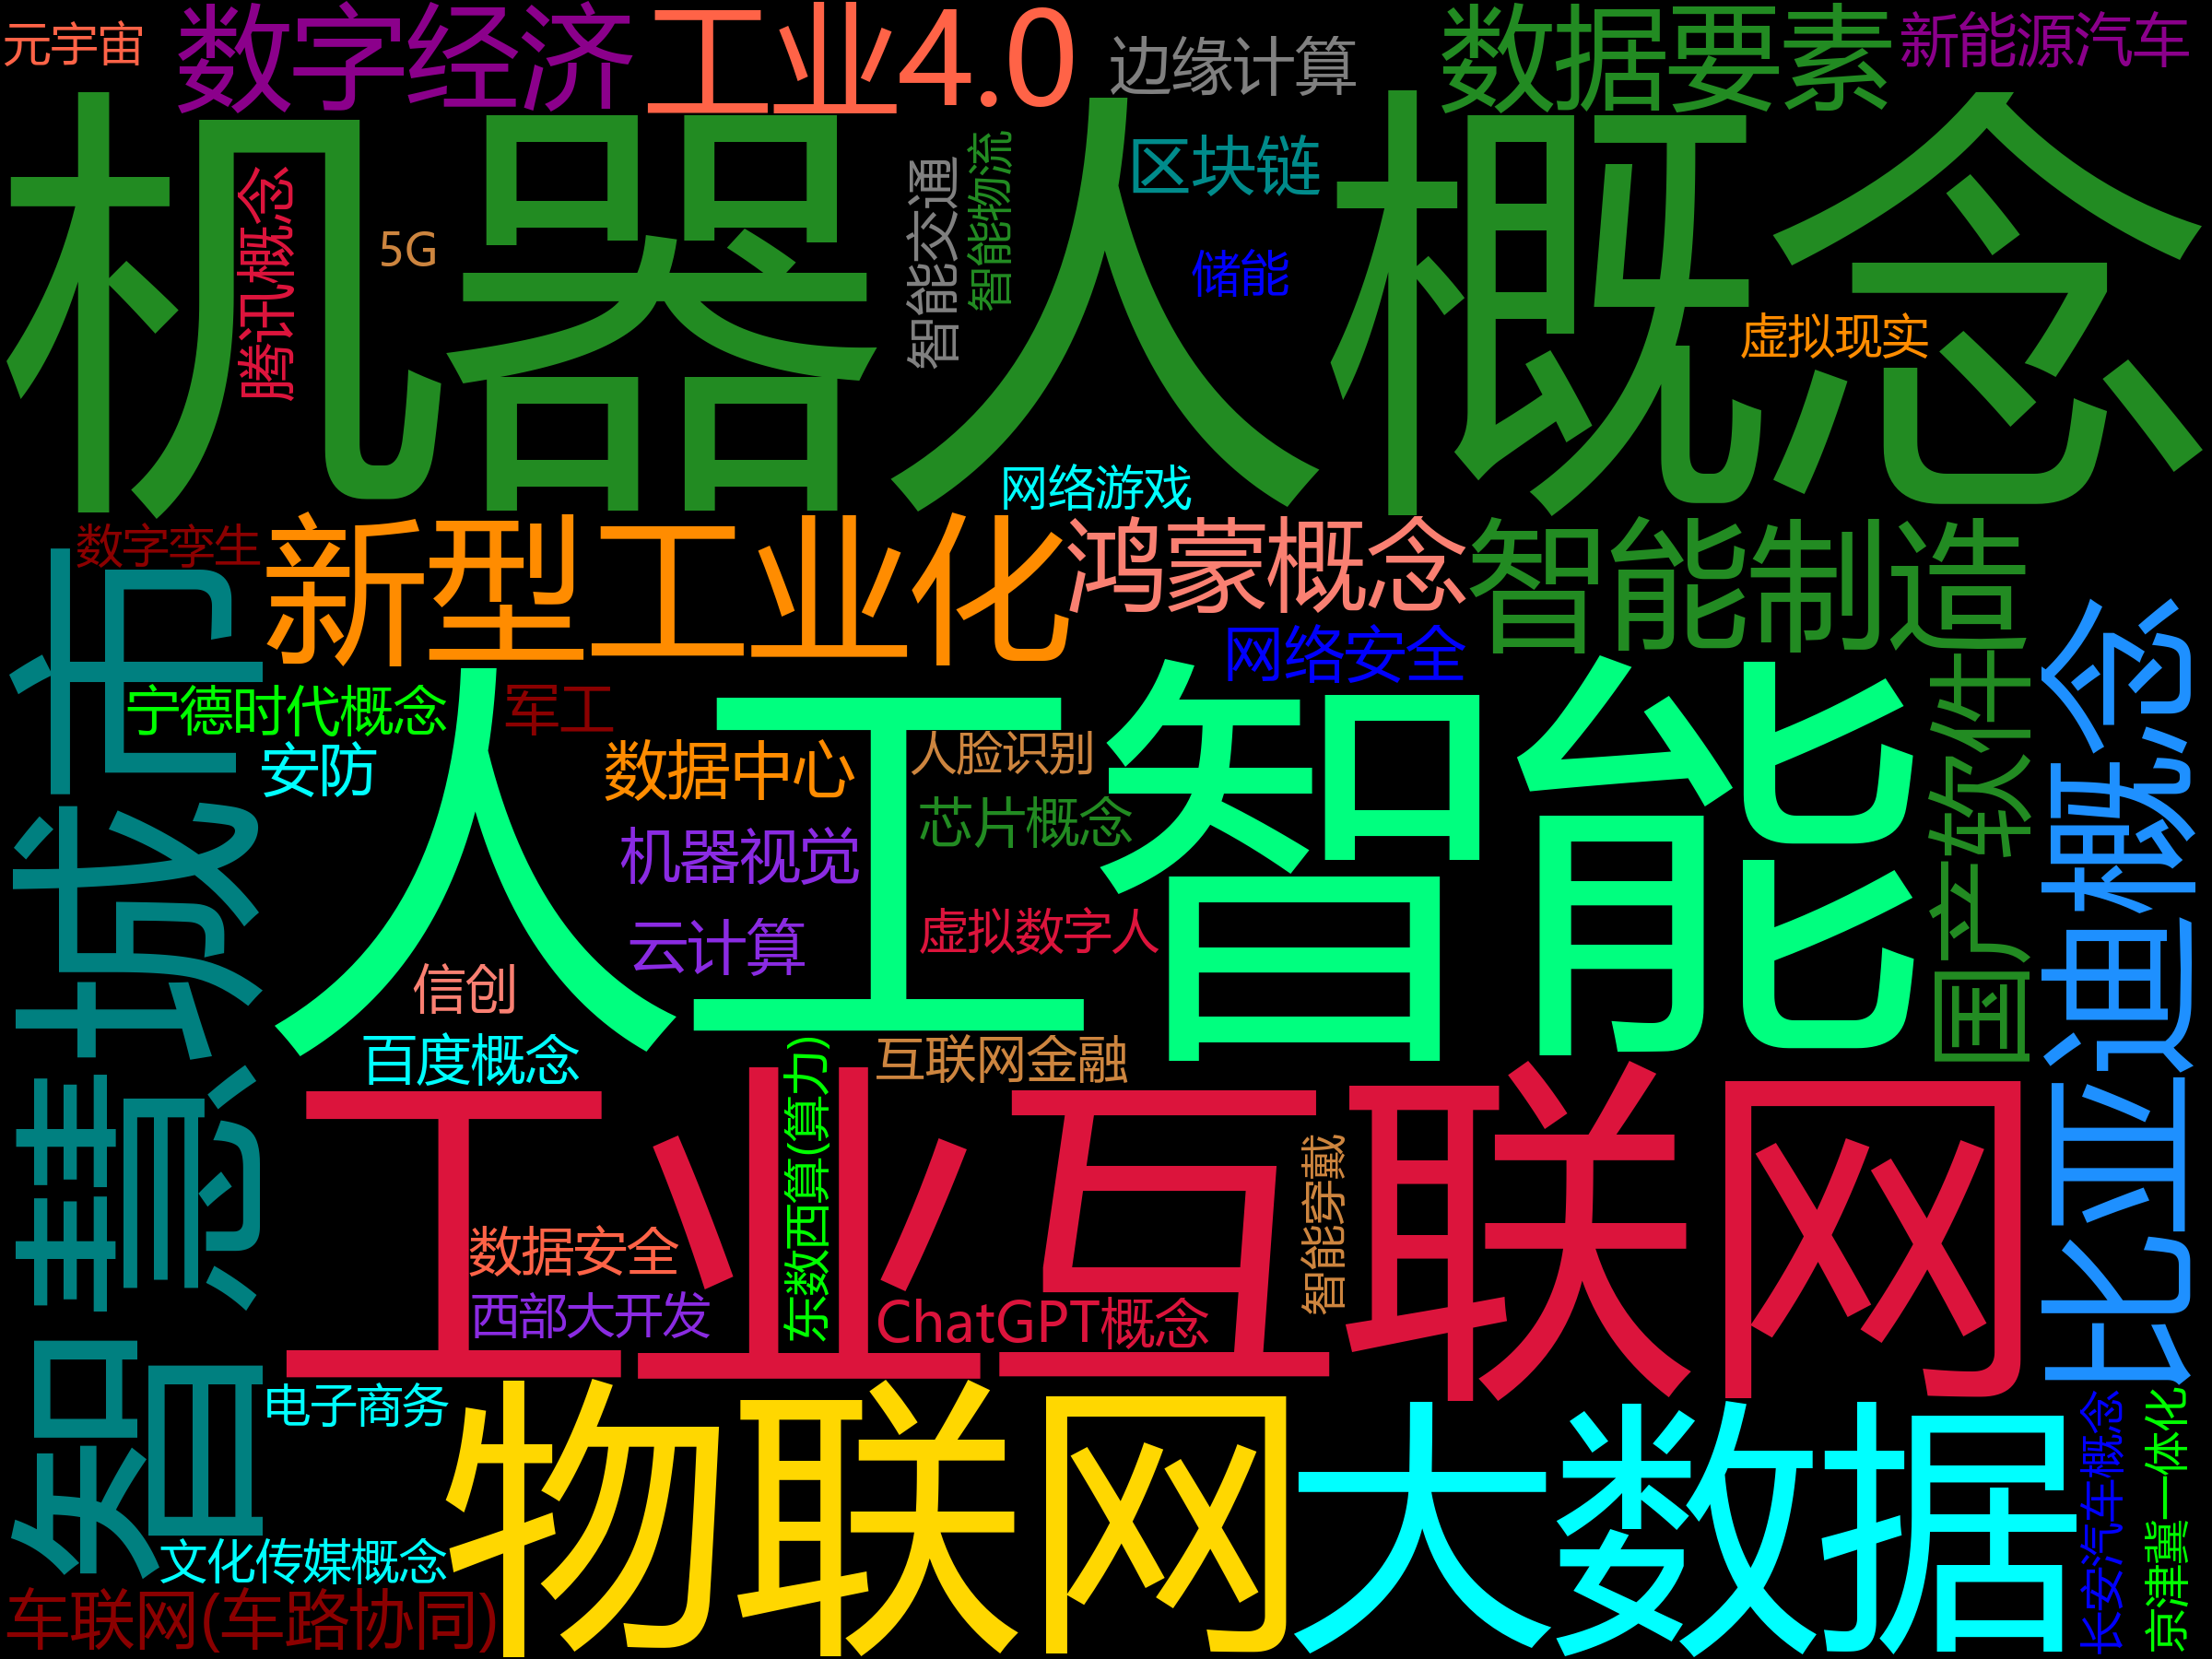 元宇宙
数字经济
工业4.0
边缘计算
数据要素
新能源汽车
机器人概念
腾讯概念
5G
智能交通
智能物流
区块链
储能
虚拟现实
网络游戏
数字孪生
新型工业化
鸿蒙概念
智能制造
网络安全
智慧城市
宁德时代概念
军工
人工智能
安防
数据中心
人脸识别
机器视觉
芯片概念
云计算
虚拟数字人
国产软件
比亚迪概念
信创
百度概念
互联网金融
东数西算(算力)
工业互联网
智能穿戴
数据安全
西部大开发
ChatGPT概念
电子商务
物联网
大数据
长安汽车概念
京津冀一体化
文化传媒概念
车联网(车路协同)